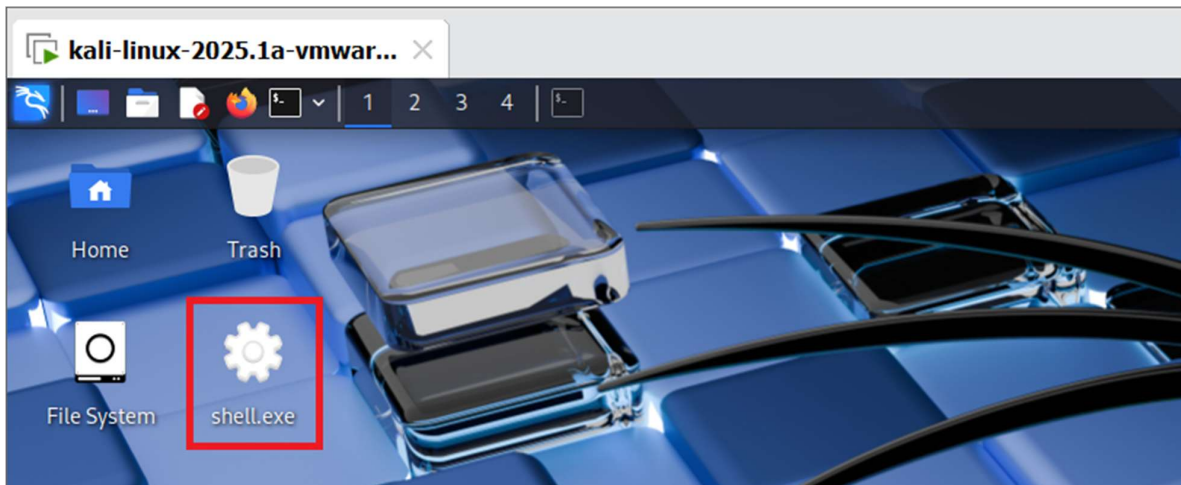 kali-linux-2025.1a-vmwar...
1 2 3 4
Home
Trash
File System
shell.exe